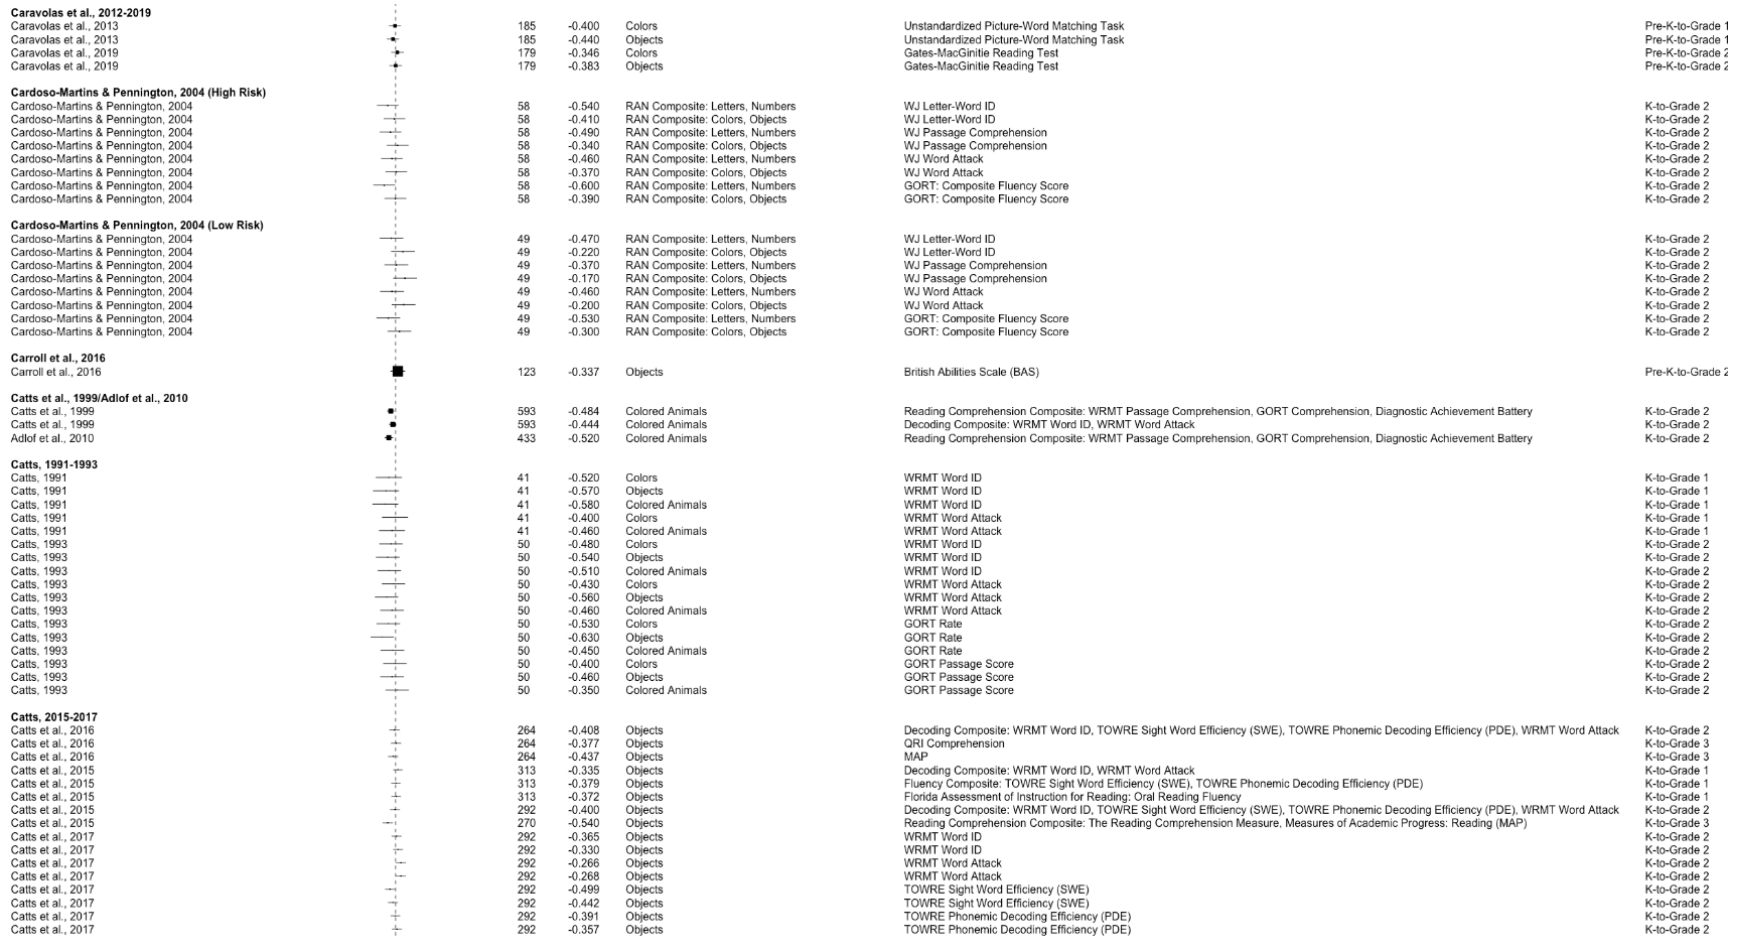 Caravolas et al., 2012-2019
Caravolas et al., 2013 185 -0.400 Colors Unstandardized Picture-Word Matching Task Pre-K-to-Grade 1
Caravolas et al., 2013 185 -0.440 Objects Unstandardized Picture-Word Matching Task Pre-K-to-Grade 1
Caravolas et al., 2019 179 -0.346 Colors Gates-MacGinitie Reading Test Pre-K-to-Grade 2
Caravolas et al., 2019 179 -0.383 Objects Gates-MacGinitie Reading Test Pre-K-to-Grade 2
Cardoso-Martins & Pennington, 2004 (High Risk)
Cardoso-Martins & Pennington, 2004 58 -0.540 RAN Composite: Letters, Numbers WJ Letter-Word ID K-to-Grade 2
Cardoso-Martins & Pennington, 2004 58 -0.410 RAN Composite: Colors, Objects WJ Letter-Word ID K-to-Grade 2
Cardoso-Martins & Pennington, 2004 58 -0.490 RAN Composite: Letters, Numbers WJ Passage Comprehension K-to-Grade 2
Cardoso-Martins & Pennington, 2004 58 -0.340 RAN Composite: Colors, Objects WJ Passage Comprehension K-to-Grade 2
Cardoso-Martins & Pennington, 2004 58 -0.460 RAN Composite: Letters, Numbers WJ Word Attack K-to-Grade 2
Cardoso-Martins & Pennington, 2004 58 -0.370 RAN Composite: Colors, Objects WJ Word Attack K-to-Grade 2
Cardoso-Martins & Pennington, 2004 58 -0.600 RAN Composite: Letters, Numbers GORT: Composite Fluency Score K-to-Grade 2
Cardoso-Martins & Pennington, 2004 58 -0.390 RAN Composite: Colors, Objects GORT: Composite Fluency Score K-to-Grade 2
Cardoso-Martins & Pennington, 2004 (Low Risk)
Cardoso-Martins & Pennington, 2004 49 -0.470 RAN Composite: Letters, Numbers WJ Letter-Word ID K-to-Grade 2
Cardoso-Martins & Pennington, 2004 49 -0.220 RAN Composite: Colors, Objects WJ Letter-Word ID K-to-Grade 2
Cardoso-Martins & Pennington, 2004 49 -0.370 RAN Composite: Letters, Numbers WJ Passage Comprehension K-to-Grade 2
Cardoso-Martins & Pennington, 2004 49 -0.170 RAN Composite: Colors, Objects WJ Passage Comprehension K-to-Grade 2
Cardoso-Martins & Pennington, 2004 49 -0.460 RAN Composite: Letters, Numbers WJ Word Attack K-to-Grade 2
Cardoso-Martins & Pennington, 2004 49 -0.200 RAN Composite: Colors, Objects WJ Word Attack K-to-Grade 2
Cardoso-Martins & Pennington, 2004 49 -0.530 RAN Composite: Letters, Numbers GORT: Composite Fluency Score K-to-Grade 2
Cardoso-Martins & Pennington, 2004 49 -0.300 RAN Composite: Colors, Objects GORT: Composite Fluency Score K-to-Grade 2
Carroll et al., 2016
Carroll et al., 2016 123 -0.337 Objects British Abilities Scale (BAS) Pre-K-to-Grade 2
Catts et al., 1999/Adlof et al., 2010
Catts et al., 1999 593 -0.484 Colored Animals Reading Comprehension Composite: WRMT Passage Comprehension, GORT Comprehension, Diagnostic Achievement Battery K-to-Grade 2
Catts et al., 1999 593 -0.444 Colored Animals Decoding Composite: WRMT Word ID, WRMT Word Attack K-to-Grade 2
Adlof et al., 2010 433 -0.520 Colored Animals Reading Comprehension Composite: WRMT Passage Comprehension, GORT Comprehension, Diagnostic Achievement Battery K-to-Grade 2
Catts, 1991-1993
Catts, 1991 41 -0.520 Colors WRMT Word ID K-to-Grade 1
Catts, 1991 41 -0.570 Objects WRMT Word ID K-to-Grade 1
Catts, 1991 41 -0.580 Colored Animals WRMT Word ID K-to-Grade 1
Catts, 1991 41 -0.400 Colors WRMT Word Attack K-to-Grade 1
Catts, 1991 41 -0.460 Colored Animals WRMT Word Attack K-to-Grade 1
Catts, 1993 50 -0.480 Colors WRMT Word ID K-to-Grade 2
Catts, 1993 50 -0.540 Objects WRMT Word ID K-to-Grade 2
Catts, 1993 50 -0.510 Colored Animals WRMT Word ID K-to-Grade 2
Catts, 1993 50 -0.430 Colors WRMT Word Attack K-to-Grade 2
Catts, 1993 50 -0.560 Objects WRMT Word Attack K-to-Grade 2
Catts, 1993 50 -0.460 Colored Animals WRMT Word Attack K-to-Grade 2
Catts, 1993 50 -0.530 Colors GORT Rate K-to-Grade 2
Catts, 1993 50 -0.630 Objects GORT Rate K-to-Grade 2
Catts, 1993 50 -0.450 Colored Animals GORT Rate K-to-Grade 2
Catts, 1993 50 -0.400 Colors GORT Passage Score K-to-Grade 2
Catts, 1993 50 -0.460 Objects GORT Passage Score K-to-Grade 2
Catts, 1993 50 -0.350 Colored Animals GORT Passage Score K-to-Grade 2
Catts, 2015-2017
Catts et al., 2016 264 -0.408 Objects Decoding Composite: WRMT Word ID, TOWRE Sight Word Efficiency (SWE), TOWRE Phonemic Decoding Efficiency (PDE), WRMT Word Attack K-to-Grade 2
Catts et al., 2016 264 -0.377 Objects QRI Comprehension K-to-Grade 3
Catts et al., 2016 264 -0.437 Objects MAP K-to-Grade 3
Catts et al., 2015 313 -0.335 Objects Decoding Composite: WRMT Word ID, WRMT Word Attack K-to-Grade 1
Catts et al., 2015 313 -0.379 Objects Fluency Composite: TOWRE Sight Word Efficiency (SWE), TOWRE Phonemic Decoding Efficiency (PDE) K-to-Grade 1
Catts et al., 2015 313 -0.372 Objects Florida Assessment of Instruction for Reading: Oral Reading Fluency K-to-Grade 1
Catts et al., 2015 292 -0.400 Objects Decoding Composite: WRMT Word ID, TOWRE Sight Word Efficiency (SWE), TOWRE Phonemic Decoding Efficiency (PDE), WRMT Word Attack K-to-Grade 2
Catts et al., 2015 270 -0.540 Objects Reading Comprehension Composite: The Reading Comprehension Measure, Measures of Academic Progress: Reading (MAP) K-to-Grade 3
Catts et al., 2017 292 -0.365 Objects WRMT Word ID K-to-Grade 2
Catts et al., 2017 292 -0.330 Objects WRMT Word ID K-to-Grade 2
Catts et al., 2017 292 -0.266 Objects WRMT Word Attack K-to-Grade 2
Catts et al., 2017 292 -0.268 Objects WRMT Word Attack K-to-Grade 2
Catts et al., 2017 292 -0.499 Objects TOWRE Sight Word Efficiency (SWE) K-to-Grade 2
Catts et al., 2017 292 -0.442 Objects TOWRE Sight Word Efficiency (SWE) K-to-Grade 2
Catts et al., 2017 292 -0.391 Objects TOWRE Phonemic Decoding Efficiency (PDE) K-to-Grade 2
Catts et al., 2017 292 -0.357 Objects TOWRE Phonemic Decoding Efficiency (PDE) K-to-Grade 2